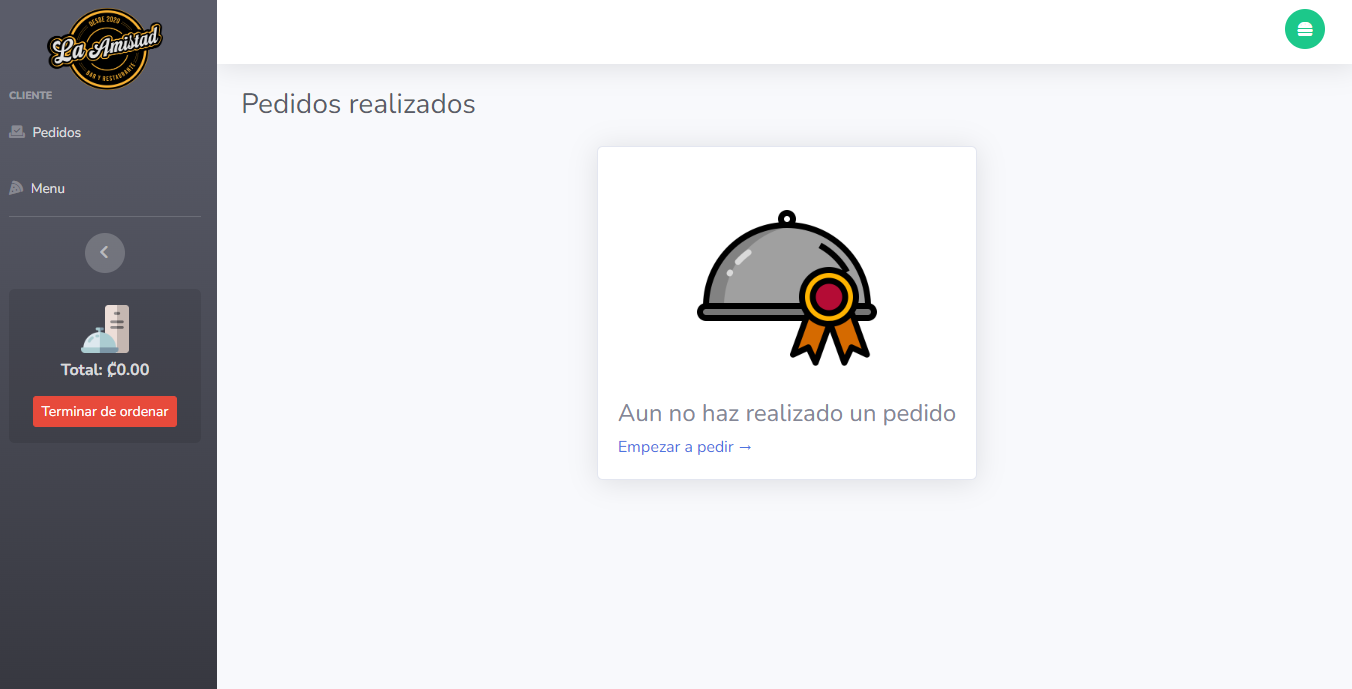 DESDE 2020
La Amistad
BAR Y RESTAURANTE
CLIENTE
Pedidos
Menu
Total: ₡0.00
Terminar de ordenar
Pedidos realizados
Aun no haz realizado un pedido
Empezar a pedir →